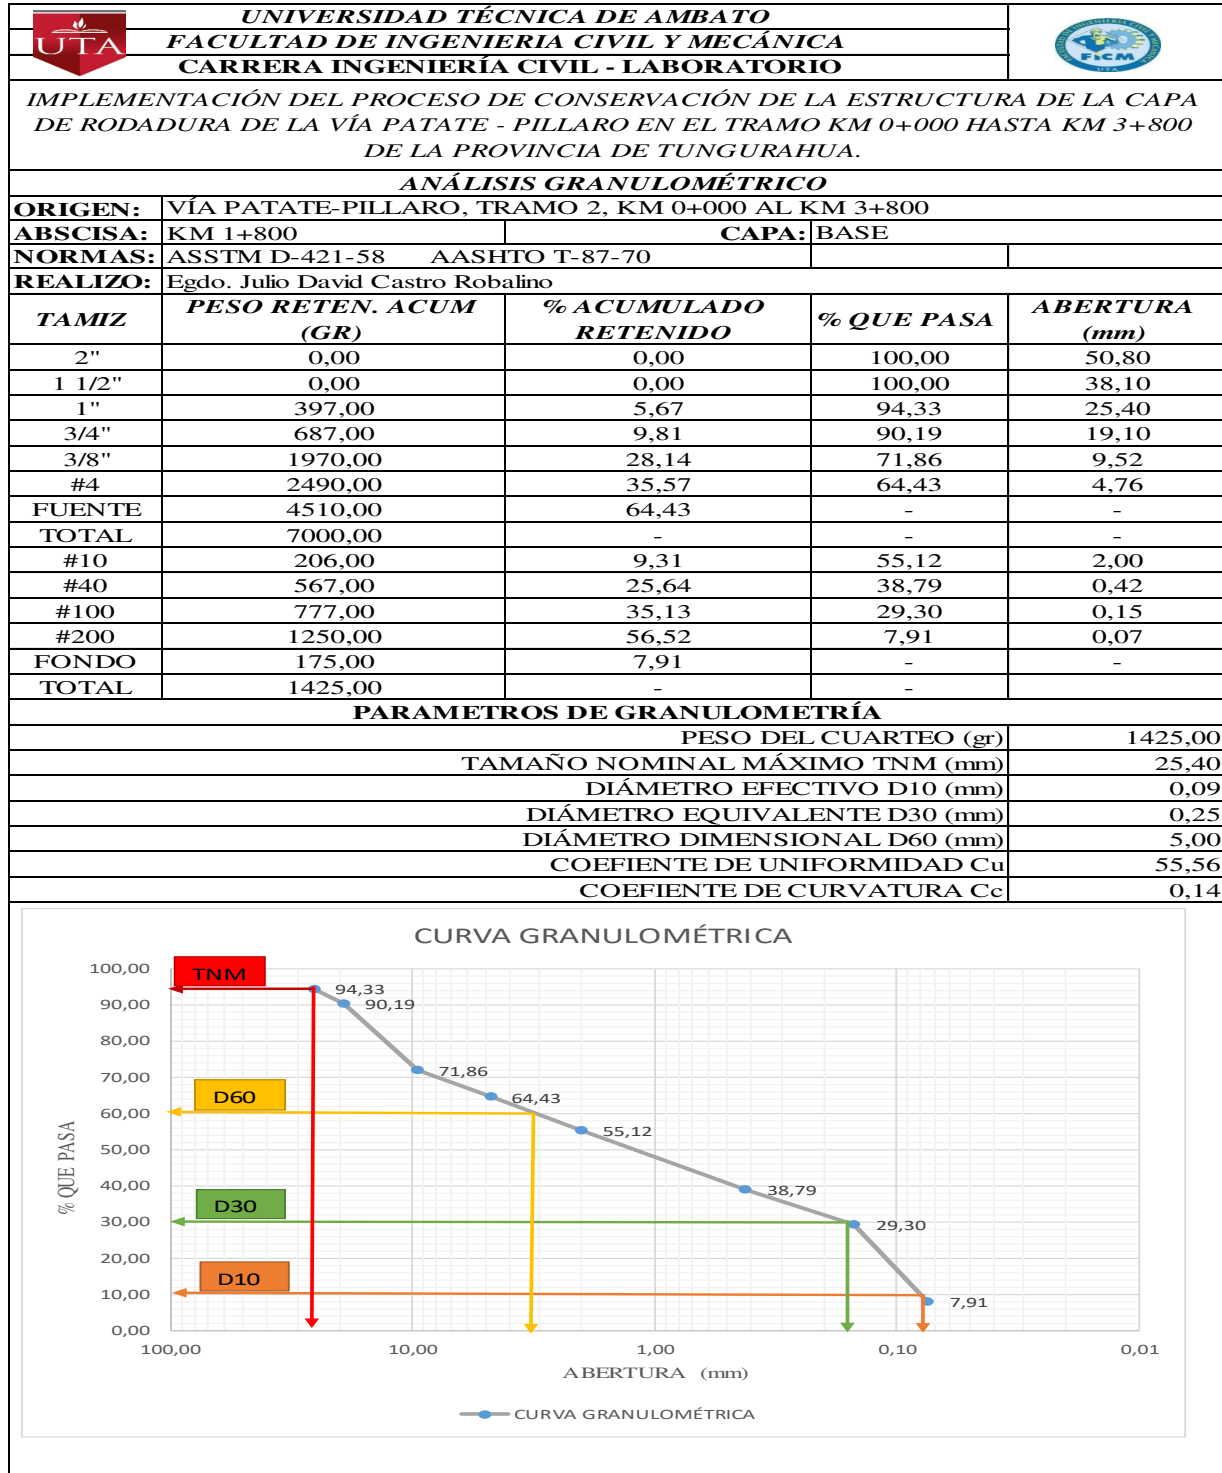 UTA
UNIVERSIDAD TÉCNICA DE AMBATO
FACULTAD DE INGENIERIA CIVIL Y MECÁNICA
CARRERA INGENIERÍA CIVIL - LABORATORIO
FICM
UTA
IMPLEMENTACIÓN DEL PROCESO DE CONSERVACIÓN DE LA ESTRUCTURA DE LA CAPA
DE RODADURA DE LA VÍA PATATE - PILLARO EN EL TRAMO KM 0+000 HASTA KM 3+800
DE LA PROVINCIA DE TUNGURAHUA.
ANÁLISIS GRANULOMÉTRICO
ORIGEN: VÍA PATATE-PILLARO, TRAMO 2, KM 0+000 AL KM 3+800
ABSCISA: KM 1+800 CAPA: BASE
NORMAS: ASSTM D-421-58 AASHTO T-87-70
REALIZO: Egdo. Julio David Castro Robalino
TAMIZ PESO RETEN. ACUM (GR) % ACUMULADO RETENIDO % QUE PASA ABERTURA (mm)
2" 0,00 0,00 100,00 50,80
1 1/2" 0,00 0,00 100,00 38,10
1" 397,00 5,67 94,33 25,40
3/4" 687,00 9,81 90,19 19,10
3/8" 1970,00 28,14 71,86 9,52
#4 2490,00 35,57 64,43 4,76
FUENTE 4510,00 64,43 - -
TOTAL 7000,00 - - -
#10 206,00 9,31 55,12 2,00
#40 567,00 25,64 38,79 0,42
#100 777,00 35,13 29,30 0,15
#200 1250,00 56,52 7,91 0,07
FONDO 175,00 7,91 - -
TOTAL 1425,00 - -
PARAMETROS DE GRANULOMETRÍA
PESO DEL CUARTEO (gr) 1425,00
TAMAÑO NOMINAL MÁXIMO TNM (mm) 25,40
DIÁMETRO EFECTIVO D10 (mm) 0,09
DIÁMETRO EQUIVALENTE D30 (mm) 0,25
DIÁMETRO DIMENSIONAL D60 (mm) 5,00
COEFIENTE DE UNIFORMIDAD Cu 55,56
COEFIENTE DE CURVATURA Cc 0,14
CURVA GRANULOMÉTRICA
% QUE PASA
100,00
90,00
80,00
70,00
60,00
50,00
40,00
30,00
20,00
10,00
0,00
TNM
D60
D30
D10
94,33
90,19
71,86
64,43
55,12
38,79
29,30
7,91
100,00 10,00 1,00 0,10 0,01
ABERTURA (mm)
CURVA GRANULOMÉTRICA